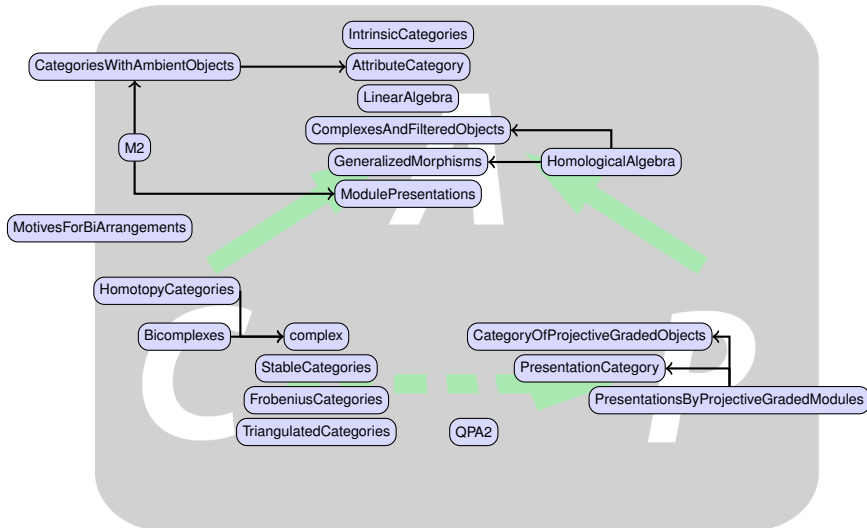 IntrinsicCategories
CategoriesWithAmbientObjects AttributeCategory
LinearAlgebra
ComplexesAndFilteredObjects
M2 GeneralizedMorphisms HomologicalAlgebra
ModulePresentations
A
MotivesForBiArrangements
HomotopyCategories
Bicomplexes complex CategoryOfProjectiveGradedObjects
StableCategories PresentationCategory
C P
FrobeniusCategories PresentationsByProjectiveGradedModules
TriangulatedCategories QPA2